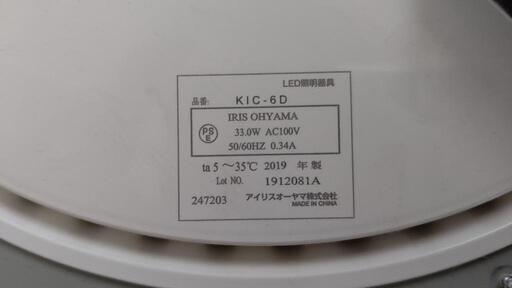 LED照明器具
品番: KIC-6D
PS E
IRIS OHYAMA
33.0W AC100V
50/60HZ 0.34A
ta 5 ～35℃ 2019 年 製
Lot NO. 1912081A
247203 アイリスオーヤマ株式会社
MADE IN CHINA